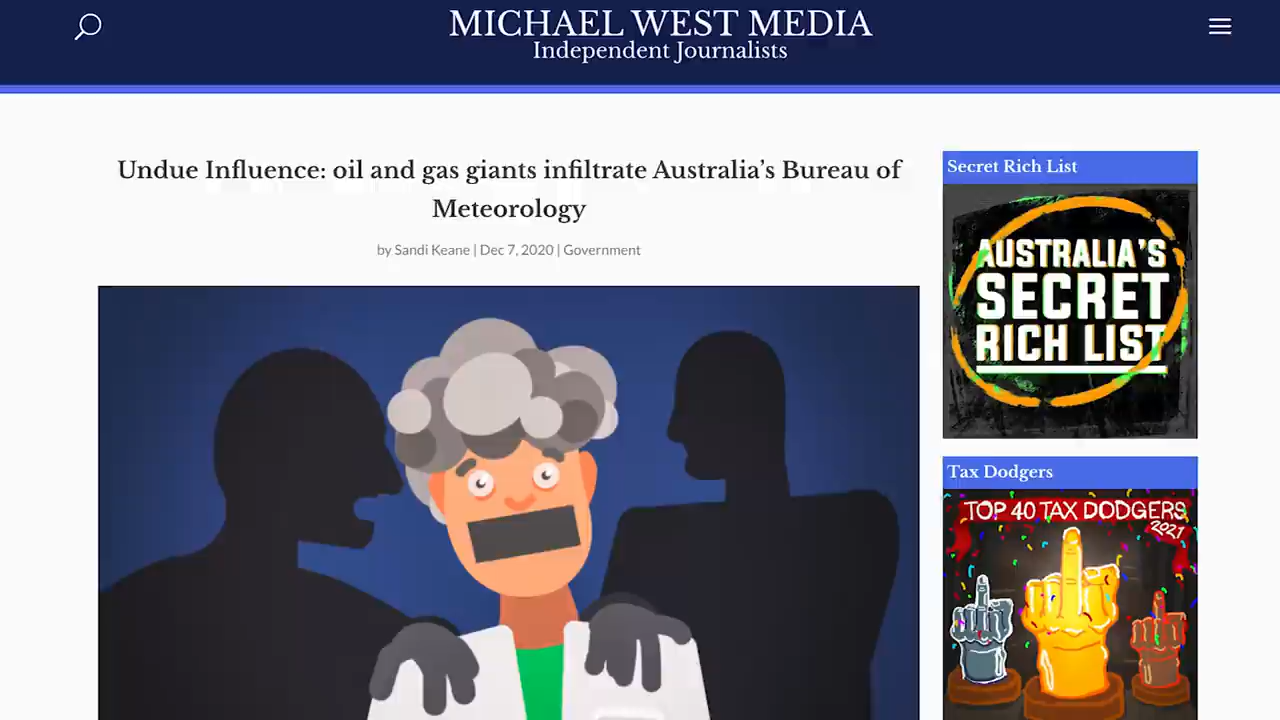 MICHAEL WEST MEDIA
Independent Journalists
Undue Influence: oil and gas giants infiltrate Australia’s Bureau of
Meteorology
by Sandi Keane | Dec 7, 2020 | Government
Secret Rich List
AUSTRALIA'S
SECRET
RICH LIST
Tax Dodgers
TOP 40 TAX DODGERS
2021